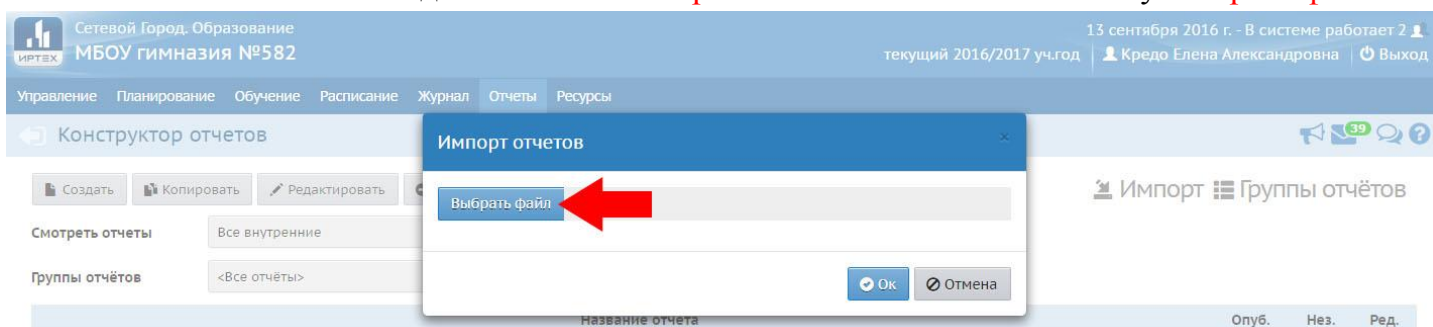 Сетевой Город. Образование
13 сентября 2016 г. - В системе работает 2
ИРТех МБОУ гимназия №582
текущий 2016/2017 уч.год Кредо Елена Александровна Выход
Управление Планирование Обучение Расписание Журнал Отчеты Ресурсы
Конструктор отчетов
39
Импорт отчетов ×
Создать Копировать Редактировать
Импорт Группы отчётов
Выбрать файл
Смотреть отчеты Все внутренние
Группы отчётов <Все отчёты>
Ок Отмена
Название отчета Опуб. Нез. Ред.